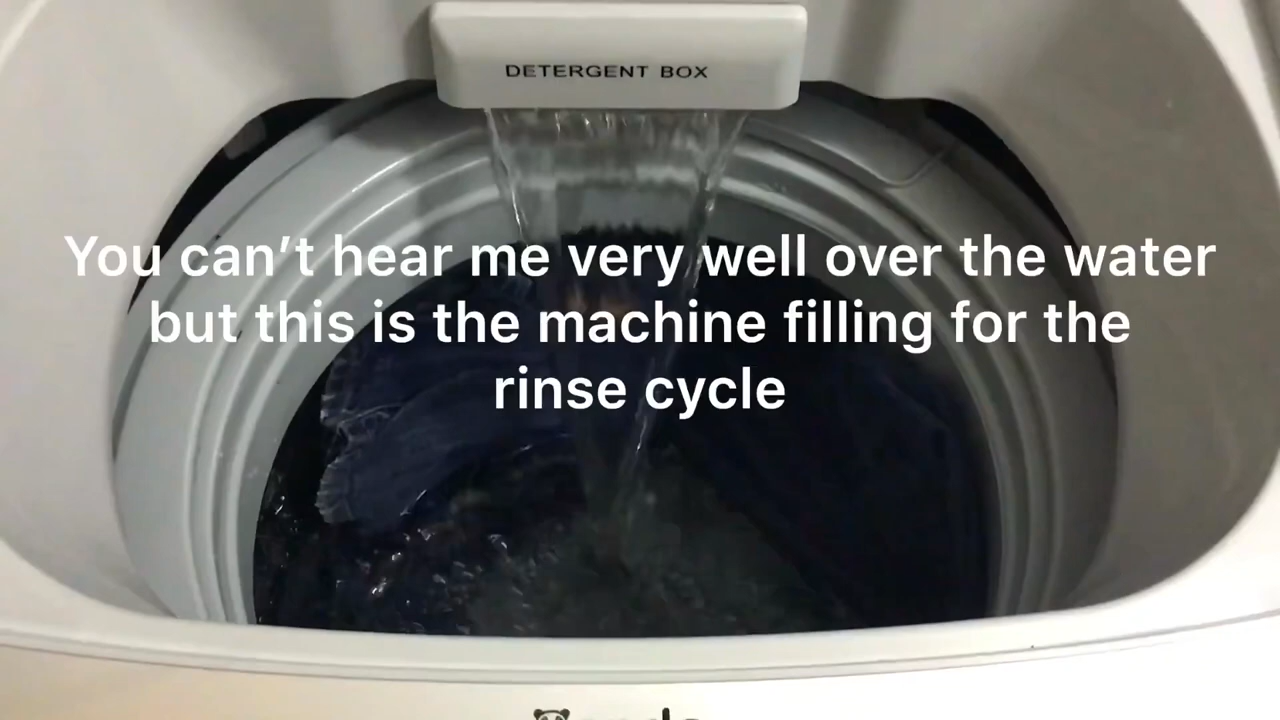 DETERGENT BOX
You can’t hear me very well over the water
but this is the machine filling for the
rinse cycle